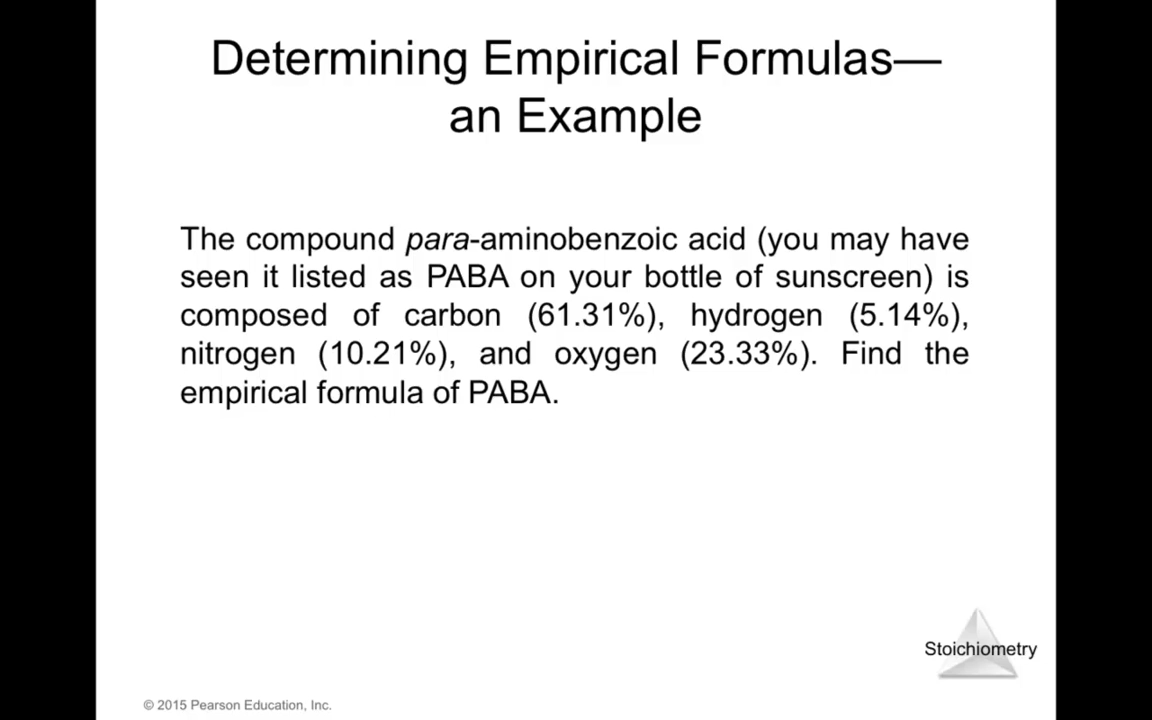 Determining Empirical Formulas—
an Example
The compound para-aminobenzoic acid (you may have
seen it listed as PABA on your bottle of sunscreen) is
composed of carbon (61.31%), hydrogen (5.14%),
nitrogen (10.21%), and oxygen (23.33%). Find the
empirical formula of PABA.
Stoichiometry
© 2015 Pearson Education, Inc.